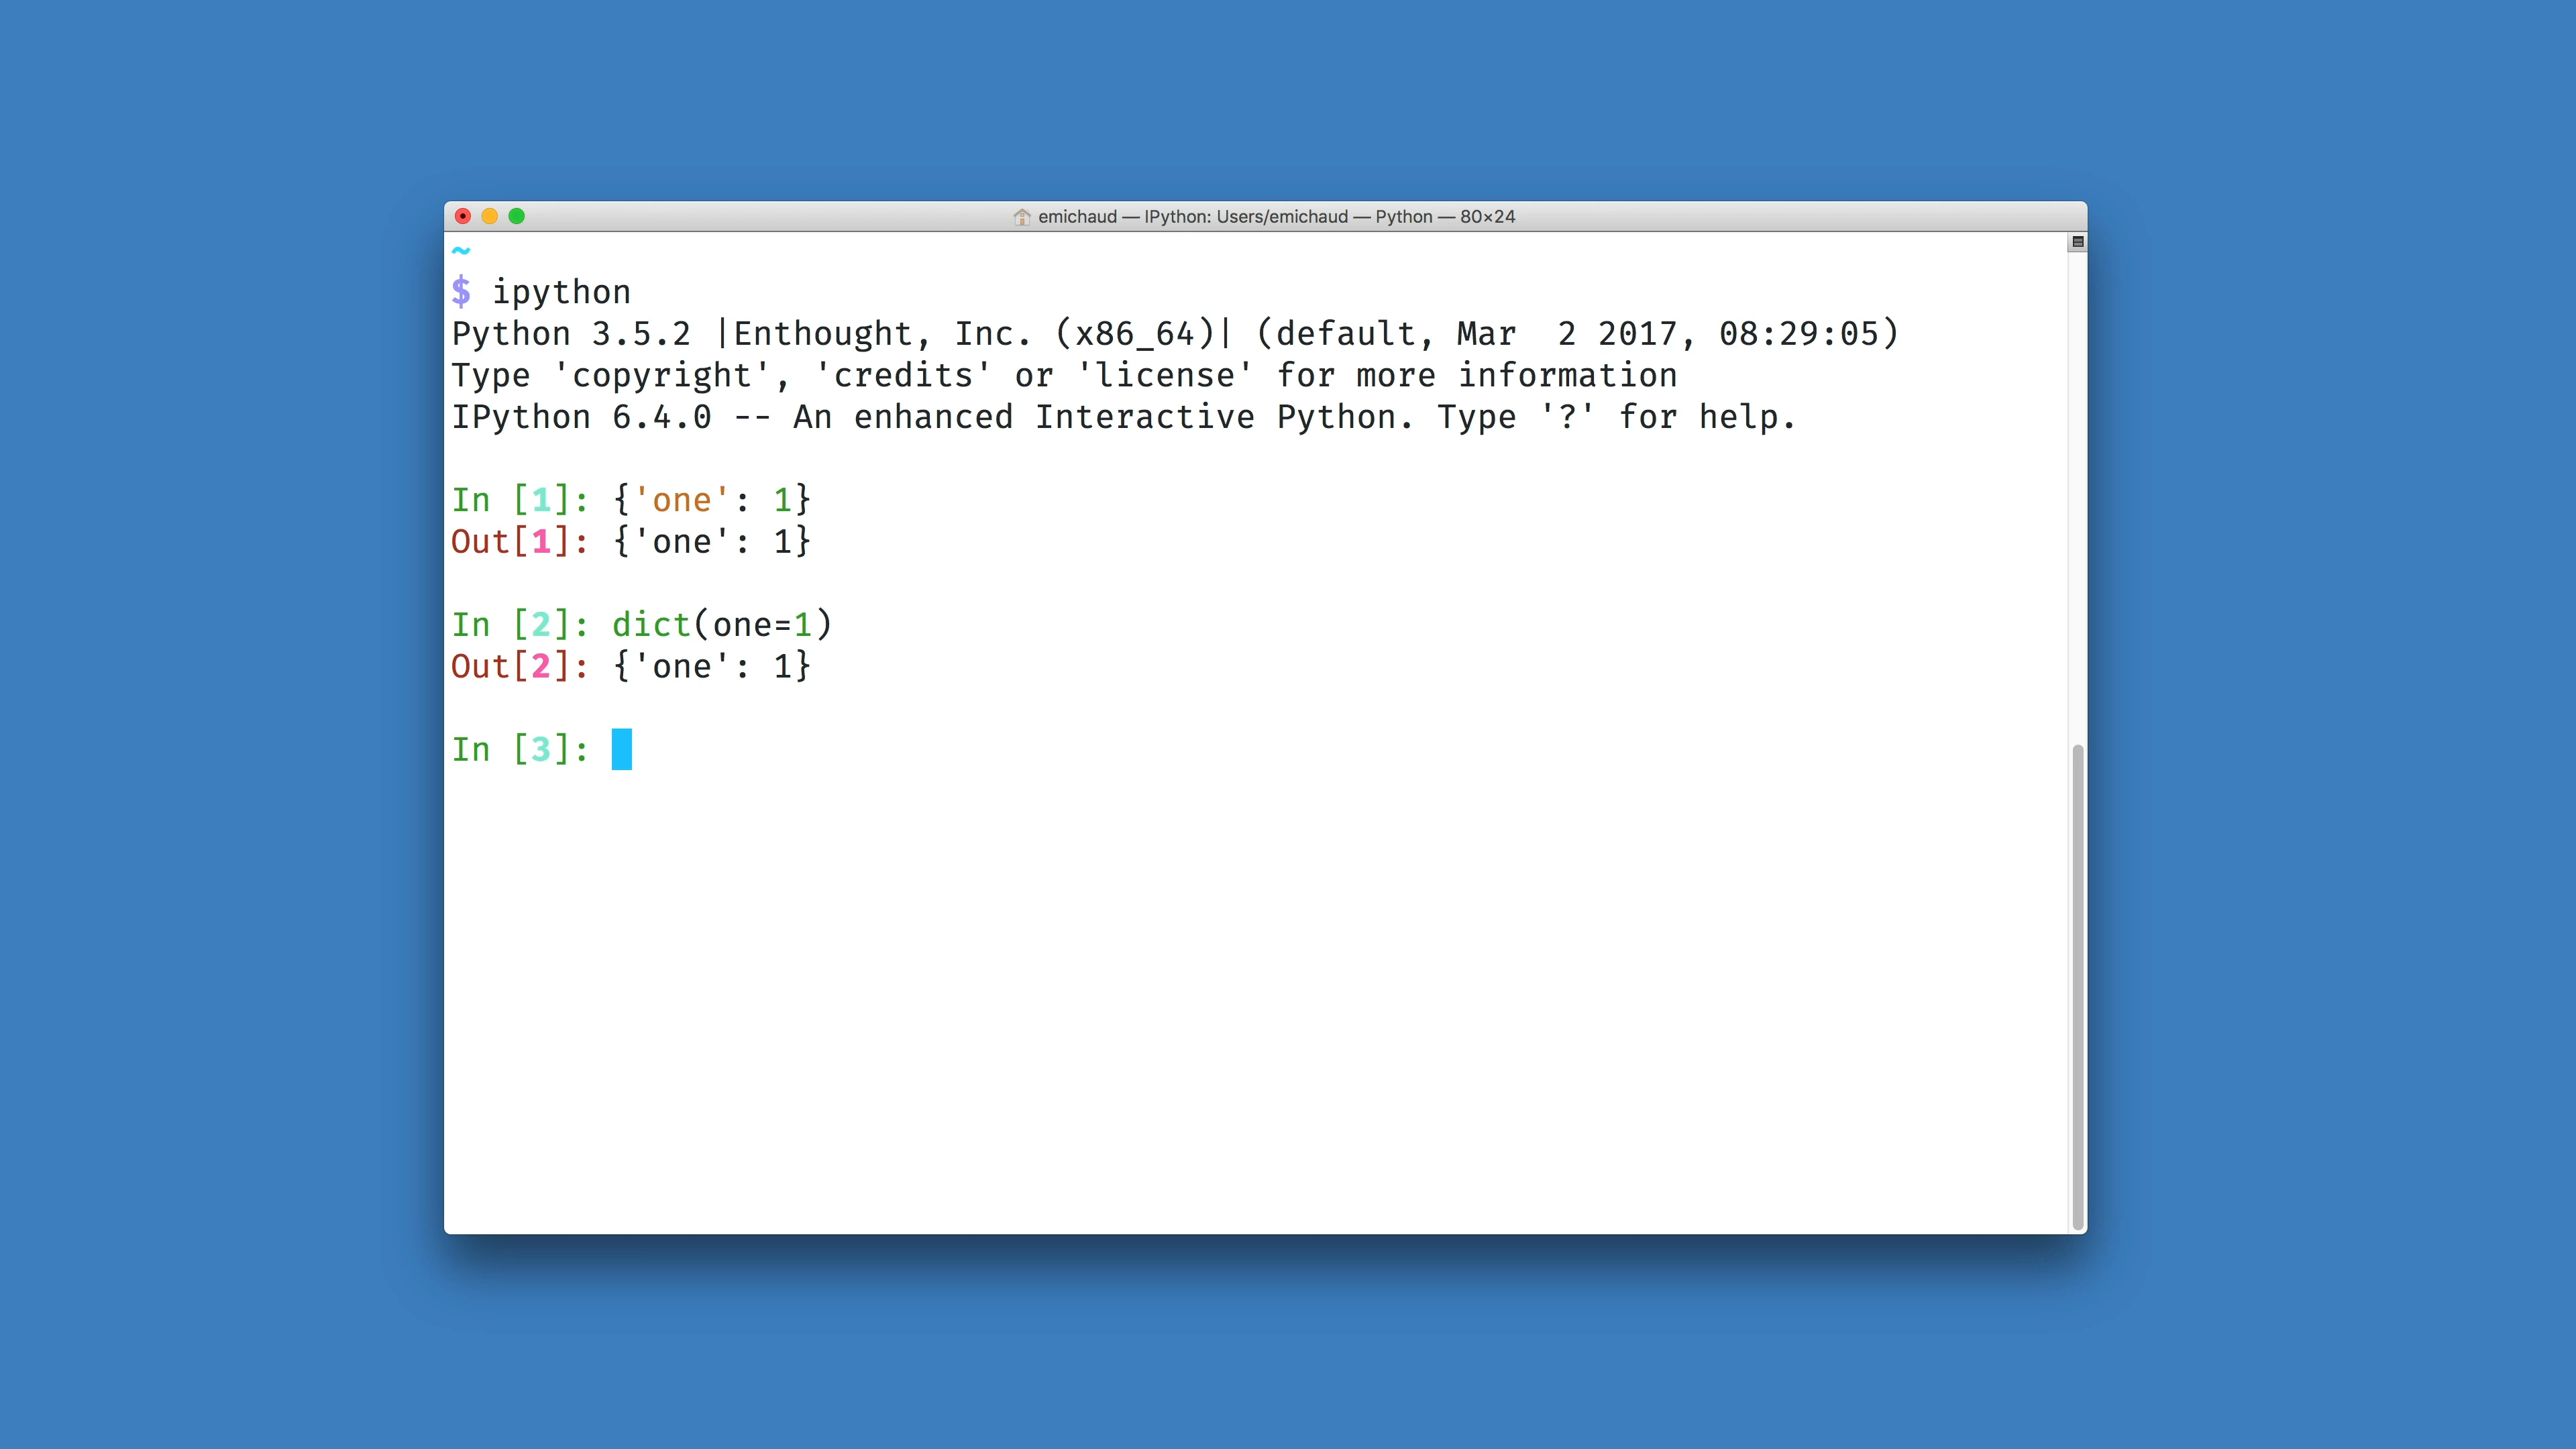 emichaud — IPython: Users/emichaud — Python — 80×24
~
$ ipython
Python 3.5.2 |Enthought, Inc. (x86_64)| (default, Mar  2 2017, 08:29:05)
Type 'copyright', 'credits' or 'license' for more information
IPython 6.4.0 -- An enhanced Interactive Python. Type '?' for help.
In [1]: {'one': 1}
Out[1]: {'one': 1}
In [2]: dict(one=1)
Out[2]: {'one': 1}
In [3]: